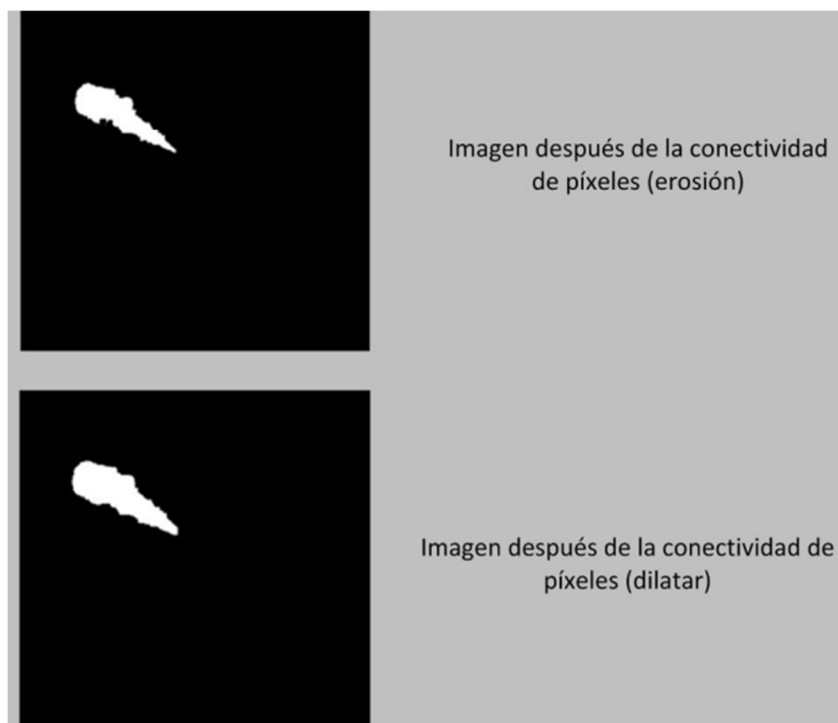 Imagen después de la conectividad
de píxeles (erosión)
Imagen después de la conectividad de
píxeles (dilatar)